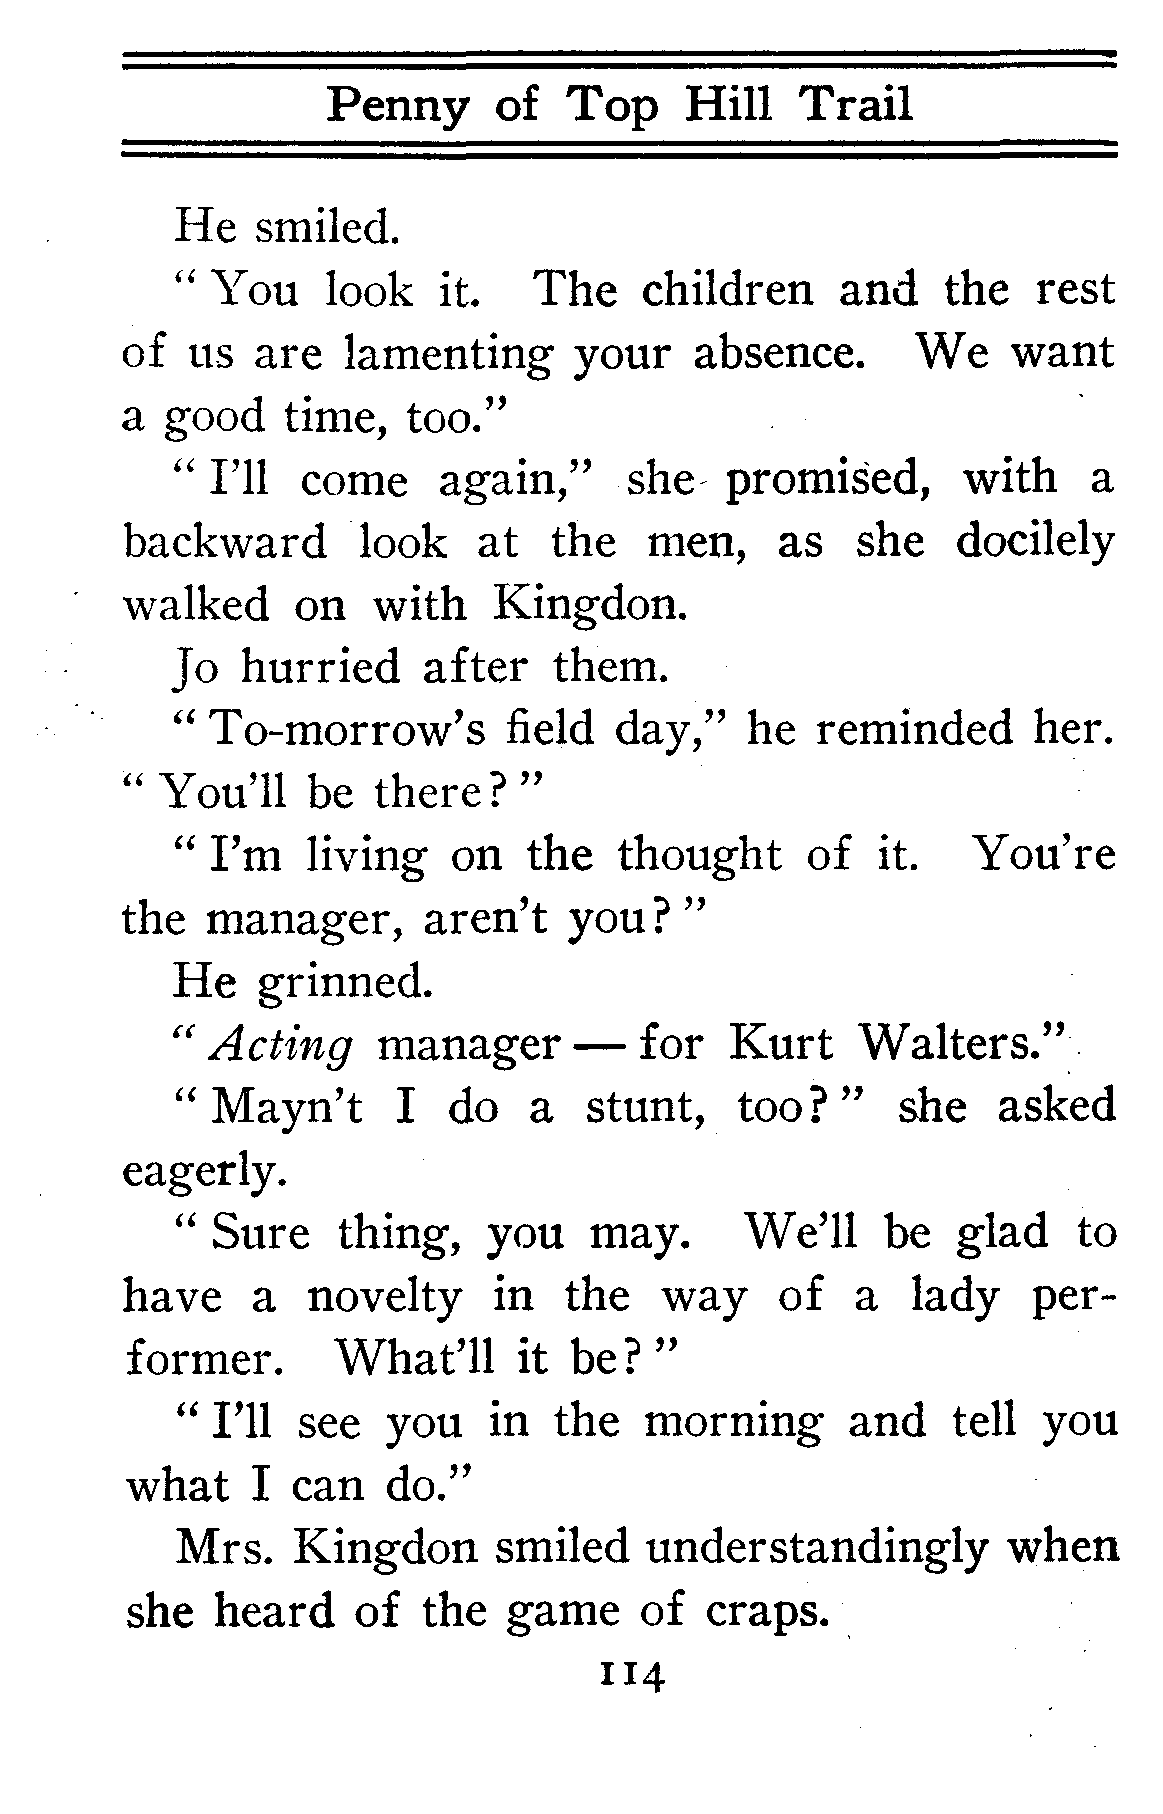 Penny of Top Hill Trail
He smiled.
“ You look it. The children and the rest
of us are lamenting your absence. We want
a good time, too.”
“ I’ll come again,” she promised, with a
backward look at the men, as she docilely
walked on with Kingdon.
Jo hurried after them.
“ To-morrow’s field day,” he reminded her.
“ You’ll be there? ”
“ I’m living on the thought of it. You’re
the manager, aren’t you? ”
He grinned.
“ Acting manager — for Kurt Walters.”
“ Mayn’t I do a stunt, too? ” she asked
eagerly.
“ Sure thing, you may. We’ll be glad to
have a novelty in the way of a lady per-
former. What’ll it be? ”
“ I’ll see you in the morning and tell you
what I can do.”
Mrs. Kingdon smiled understandingly when
she heard of the game of craps.
114